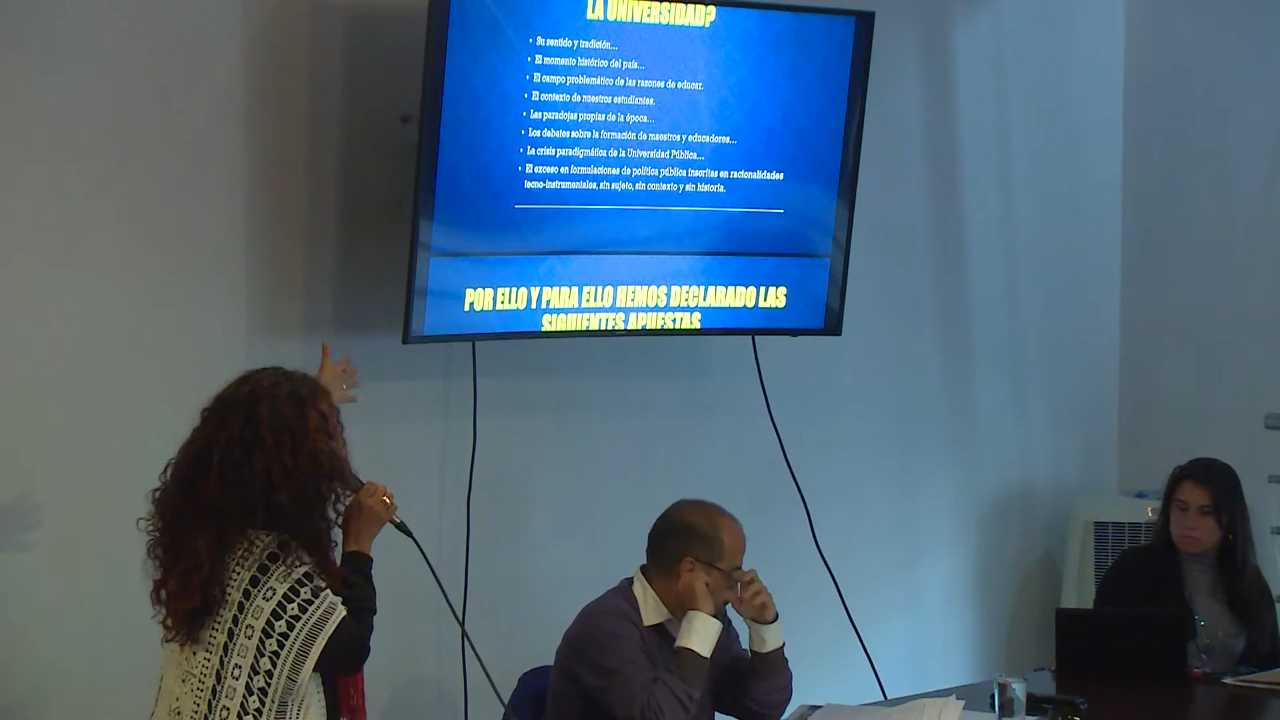 LA UNIVERSIDAD?
• Su sentido y tradición...
• El momento histórico del país...
• El campo problemático de las razones de educar.
• El contexto de nuestros estudiantes.
• Las paradojas propias de la época...
• Los debates sobre la formación de maestros y educadores...
• La crisis paradigmática de la Universidad Pública...
• El exceso en formulaciones de política pública inscritas en racionalidades
tecno-instrumentales, sin sujeto, sin contexto y sin historia.
POR ELLO Y PARA ELLO HEMOS DECLARADO LAS
SIGUIENTES APUESTAS